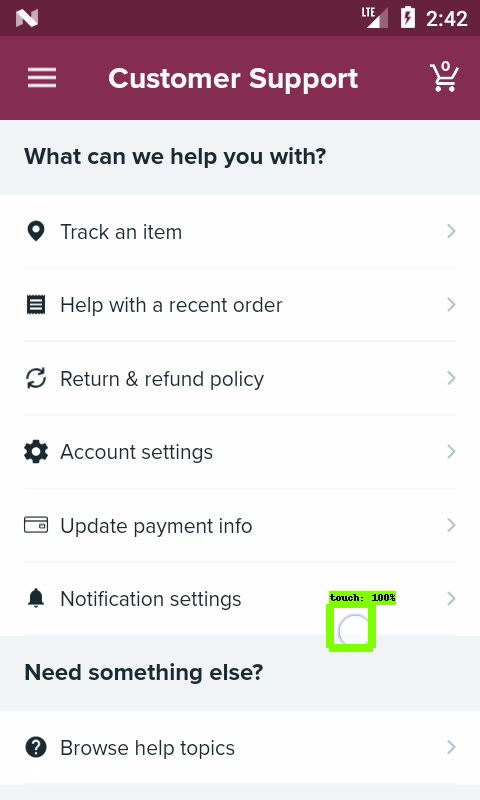 LTE 2:42
Customer Support 0
What can we help you with?
Track an item
Help with a recent order
Return & refund policy
Account settings
Update payment info
touch: 100%
Notification settings
Need something else?
Browse help topics